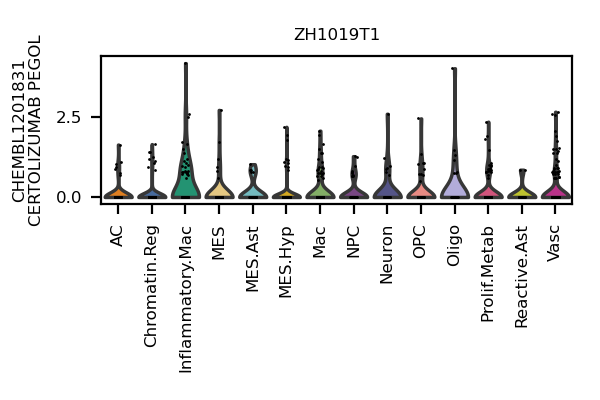 ZH1019T1
CHEMBL1201831
CERTOLIZUMAB PEGOL
2.5
0.0
AC
Chromatin.Reg
Inflammatory.Mac
MES
MES.Ast
MES.Hyp
Mac
NPC
Neuron
OPC
Oligo
Prolif.Metab
Reactive.Ast
Vasc